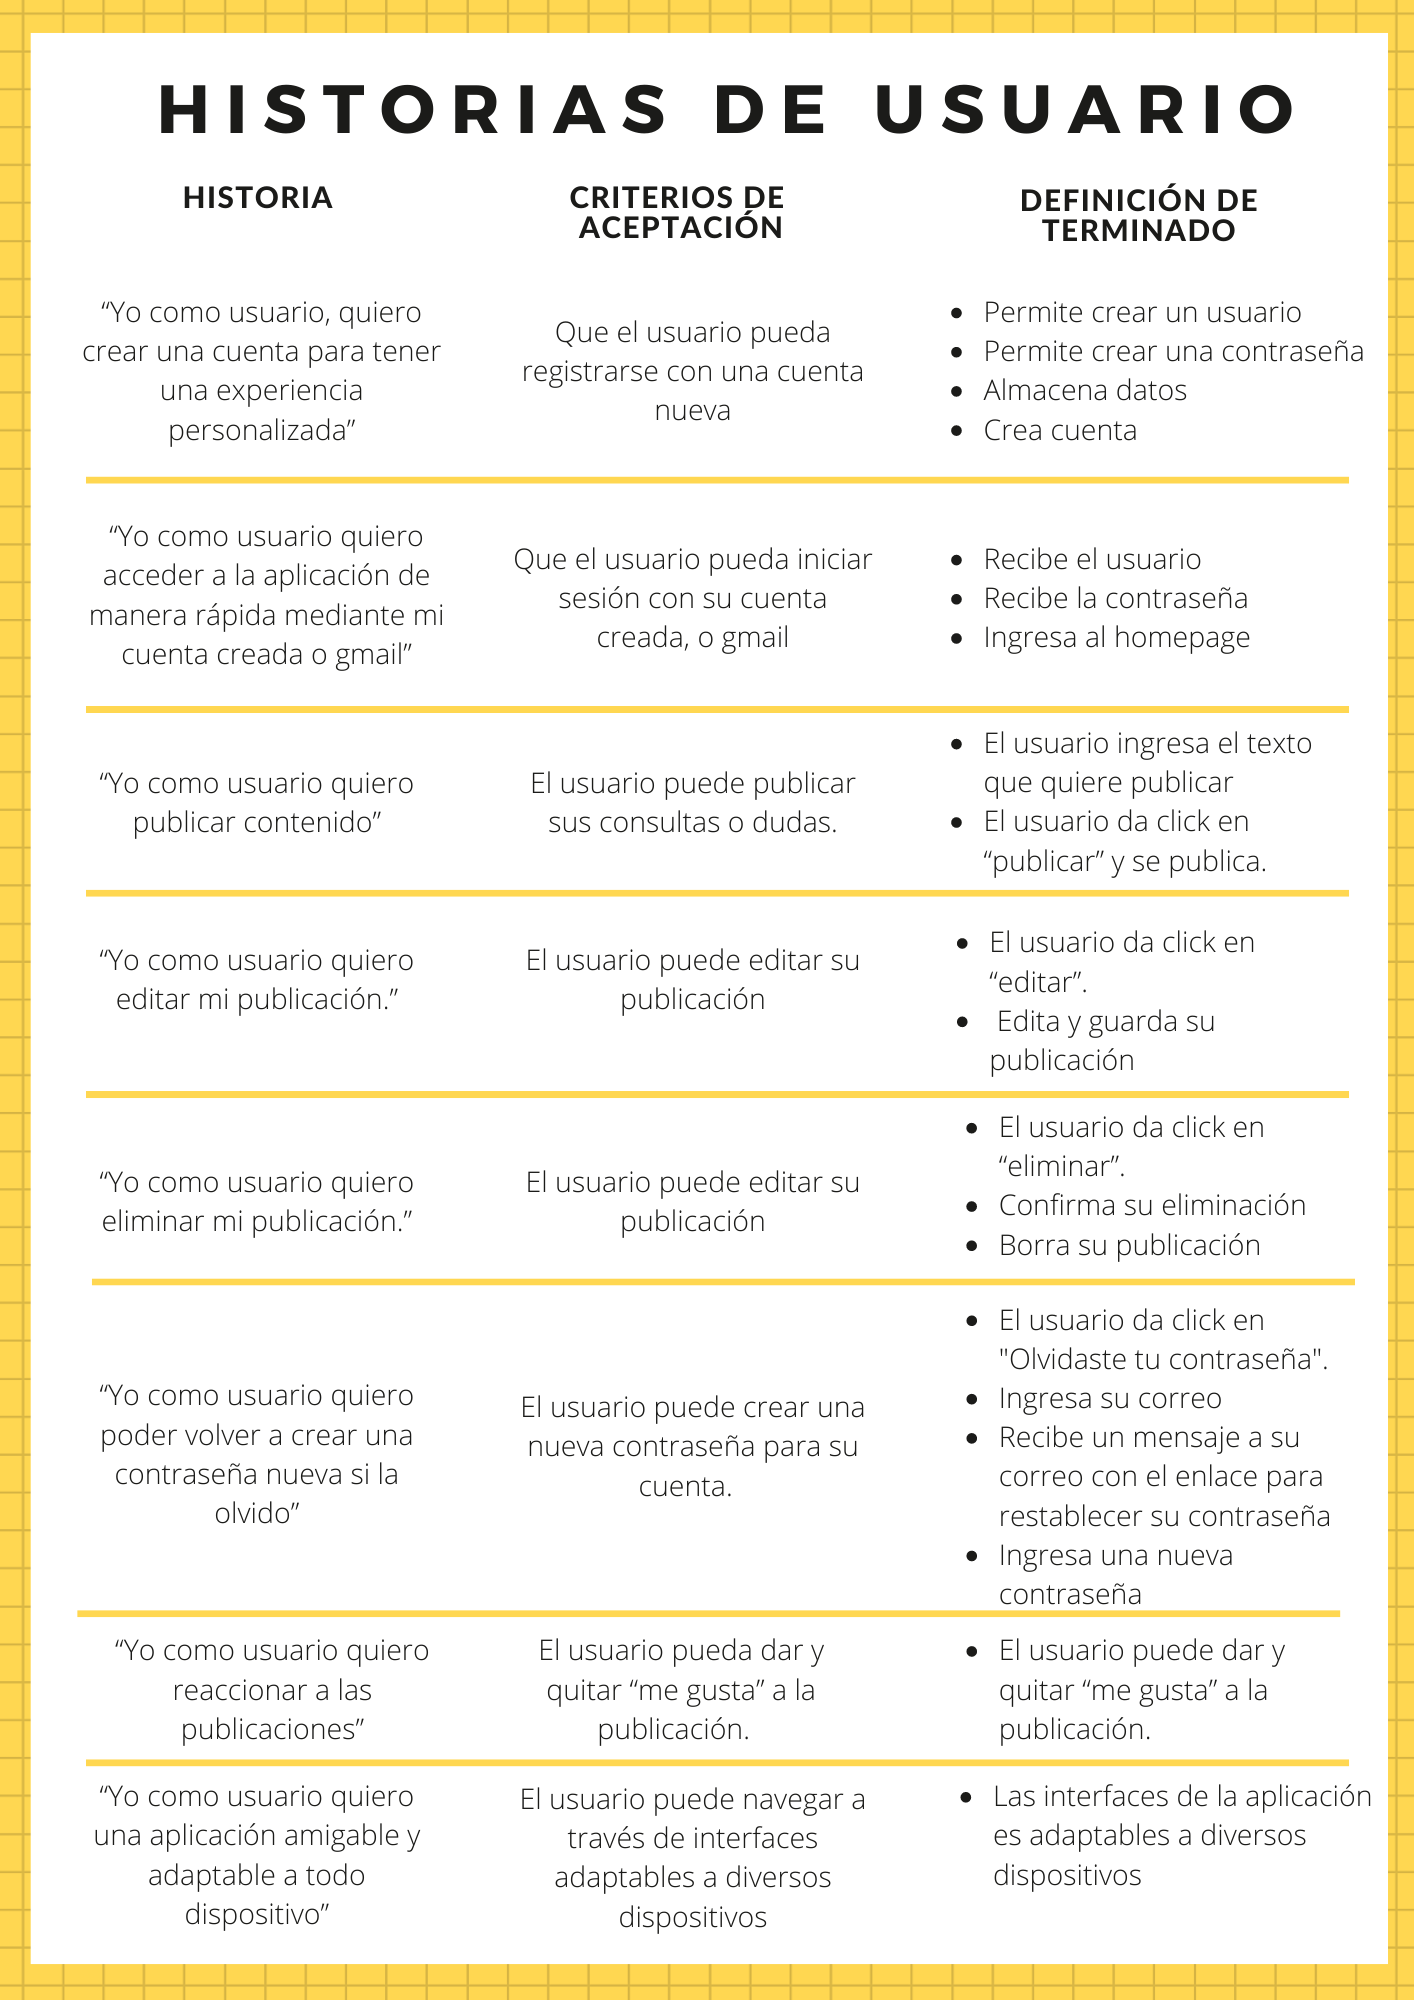 HISTORIAS DE USUARIO
HISTORIA
CRITERIOS DE
ACEPTACIÓN
DEFINICIÓN DE
TERMINADO
“Yo como usuario, quiero
crear una cuenta para tener
una experiencia
personalizada”
Que el usuario pueda
registrarse con una cuenta
nueva
• Permite crear un usuario
• Permite crear una contraseña
• Almacena datos
• Crea cuenta
“Yo como usuario quiero
acceder a la aplicación de
manera rápida mediante mi
cuenta creada o gmail”
Que el usuario pueda iniciar
sesión con su cuenta
creada, o gmail
• Recibe el usuario
• Recibe la contraseña
• Ingresa al homepage
“Yo como usuario quiero
publicar contenido”
El usuario puede publicar
sus consultas o dudas.
• El usuario ingresa el texto
que quiere publicar
• El usuario da click en
“publicar” y se publica.
“Yo como usuario quiero
editar mi publicación.”
El usuario puede editar su
publicación
• El usuario da click en
“editar”.
• Edita y guarda su
publicación
“Yo como usuario quiero
eliminar mi publicación.”
El usuario puede editar su
publicación
• El usuario da click en
“eliminar”.
• Confirma su eliminación
• Borra su publicación
“Yo como usuario quiero
poder volver a crear una
contraseña nueva si la
olvido”
El usuario puede crear una
nueva contraseña para su
cuenta.
• El usuario da click en
"Olvidaste tu contraseña".
• Ingresa su correo
• Recibe un mensaje a su
correo con el enlace para
restablecer su contraseña
• Ingresa una nueva
contraseña
“Yo como usuario quiero
reaccionar a las
publicaciones”
El usuario pueda dar y
quitar “me gusta” a la
publicación.
• El usuario puede dar y
quitar “me gusta” a la
publicación.
“Yo como usuario quiero
una aplicación amigable y
adaptable a todo
dispositivo”
El usuario puede navegar a
través de interfaces
adaptables a diversos
dispositivos
• Las interfaces de la aplicación
es adaptables a diversos
dispositivos